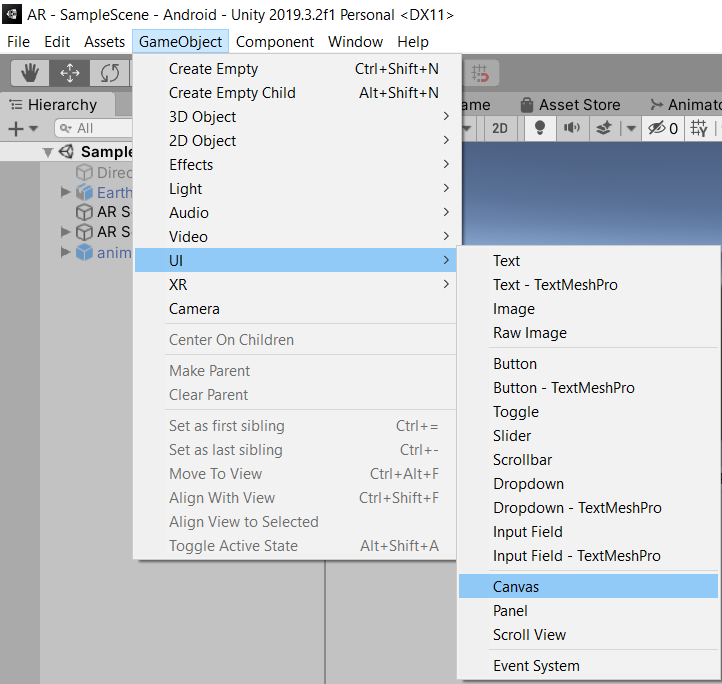 AR - SampleScene - Android - Unity 2019.3.2f1 Personal <DX11>
File Edit Assets GameObject Component Window Help
Hierarchy
All
Sample
Direc
Earth
AR S
AR S
anim
Create Empty Ctrl+Shift+N
Create Empty Child Alt+Shift+N
3D Object
2D Object
Effects
Light
Audio
Video
UI
XR
Camera
Center On Children
Make Parent
Clear Parent
Set as first sibling Ctrl+=
Set as last sibling Ctrl+-
Move To View Ctrl+Alt+F
Align With View Ctrl+Shift+F
Align View to Selected
Toggle Active State Alt+Shift+A
ame Asset Store Animato
2D 0
Text
Text - TextMeshPro
Image
Raw Image
Button
Button - TextMeshPro
Toggle
Slider
Scrollbar
Dropdown
Dropdown - TextMeshPro
Input Field
Input Field - TextMeshPro
Canvas
Panel
Scroll View
Event System